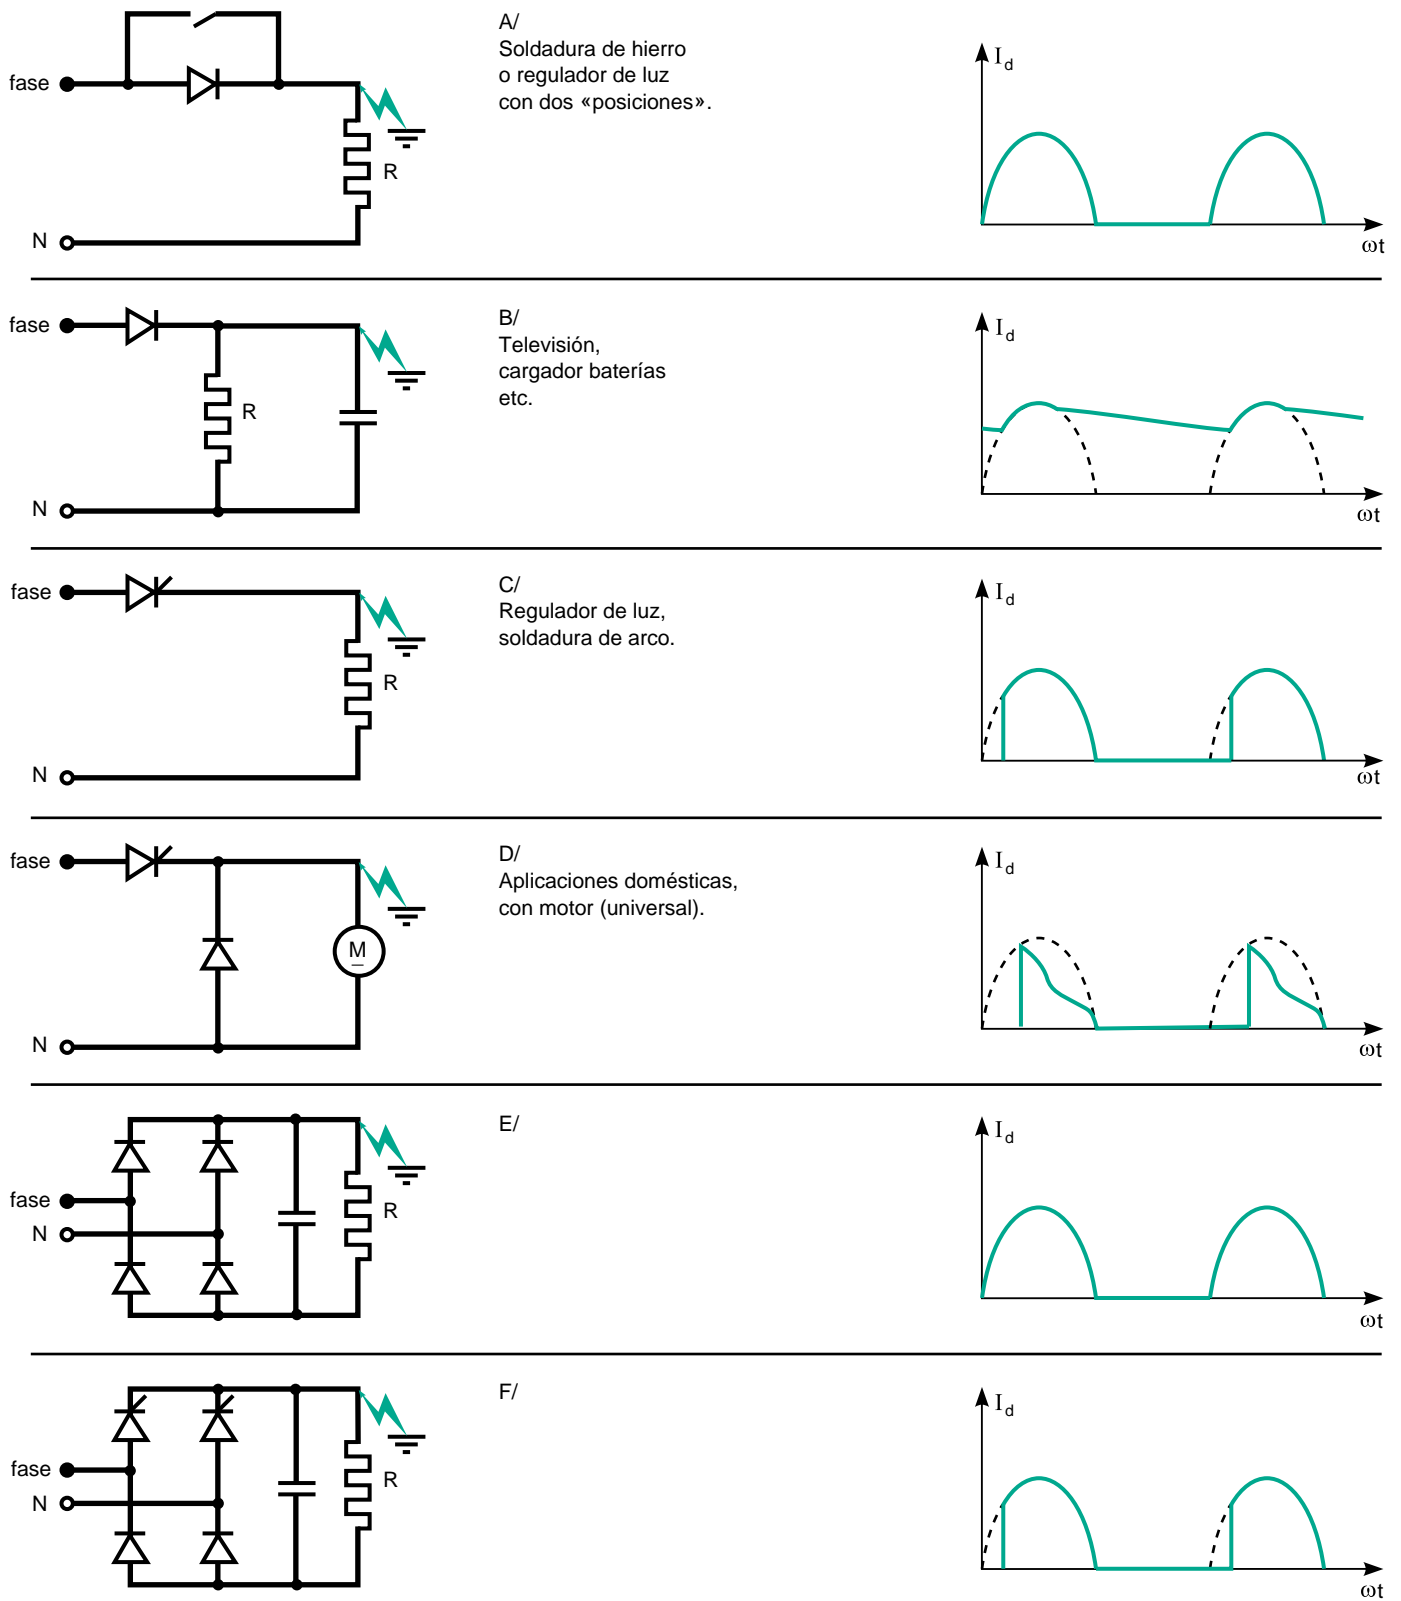 A/
Soldadura de hierro
o regulador de luz
con dos «posiciones».
fase
R
N
I d
ωt
B/
Televisión,
cargador baterías
etc.
fase
R
N
I d
ωt
C/
Regulador de luz,
soldadura de arco.
fase
R
N
I d
ωt
D/
Aplicaciones domésticas,
con motor (universal).
fase
M
N
I d
ωt
E/
fase
N
R
I d
ωt
F/
fase
N
R
I d
ωt